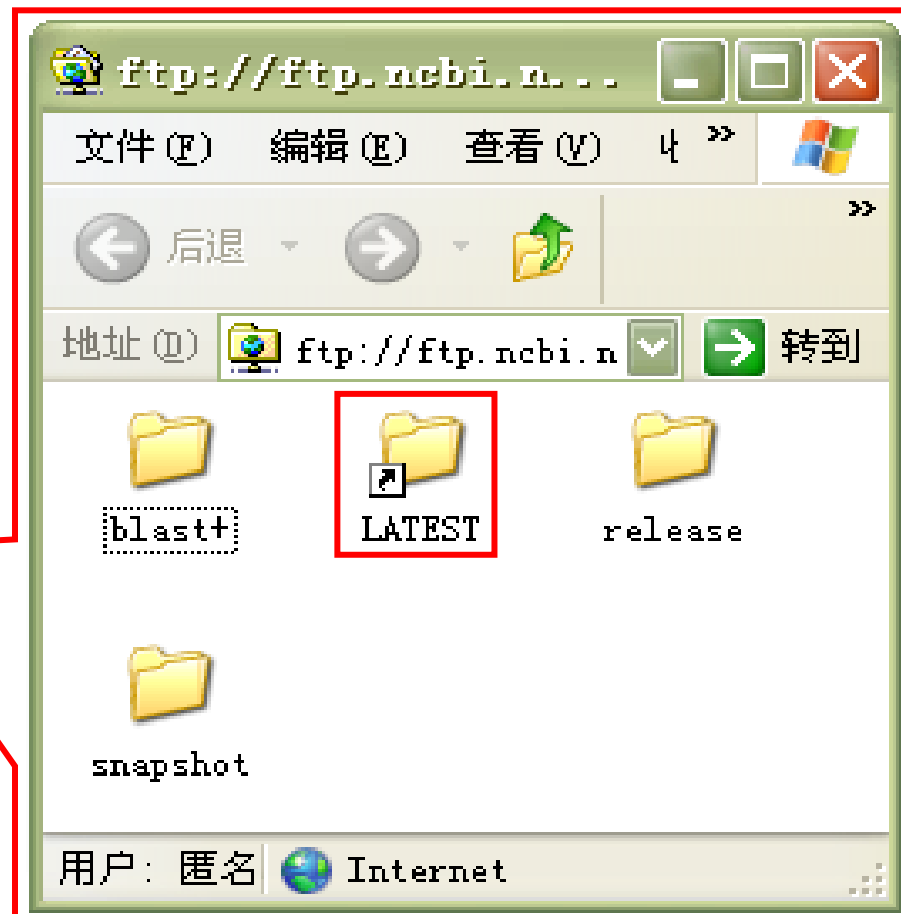 ftp://ftp.ncbi.n...
文件(F) 编辑(E) 查看(V) »
后退 »
地址(D) ftp://ftp.ncbi.n 转到
blast+ LATEST release
snapshot
用户: 匿名 Internet